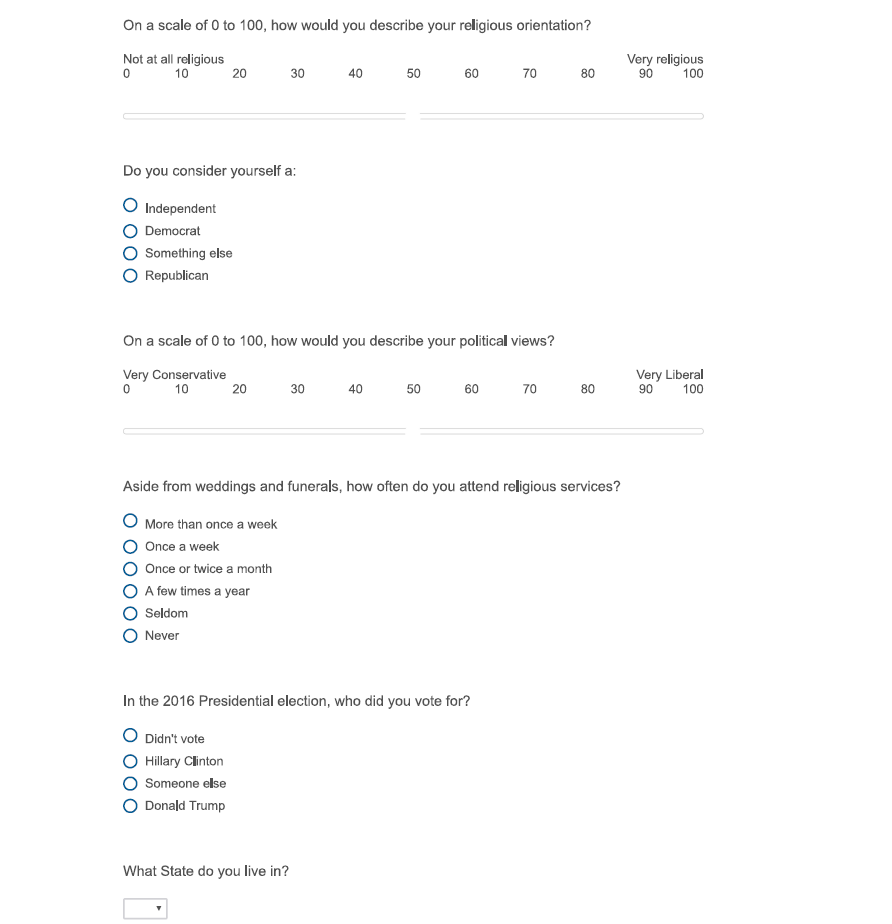 On a scale of 0 to 100, how would you describe your religious orientation?
Not at all religious Very religious
0 10 20 30 40 50 60 70 80 90 100
Do you consider yourself a:
Independent
Democrat
Something else
Republican
On a scale of 0 to 100, how would you describe your political views?
Very Conservative Very Liberal
0 10 20 30 40 50 60 70 80 90 100
Aside from weddings and funerals, how often do you attend religious services?
More than once a week
Once a week
Once or twice a month
A few times a year
Seldom
Never
In the 2016 Presidential election, who did you vote for?
Didn't vote
Hillary Clinton
Someone else
Donald Trump
What State do you live in?